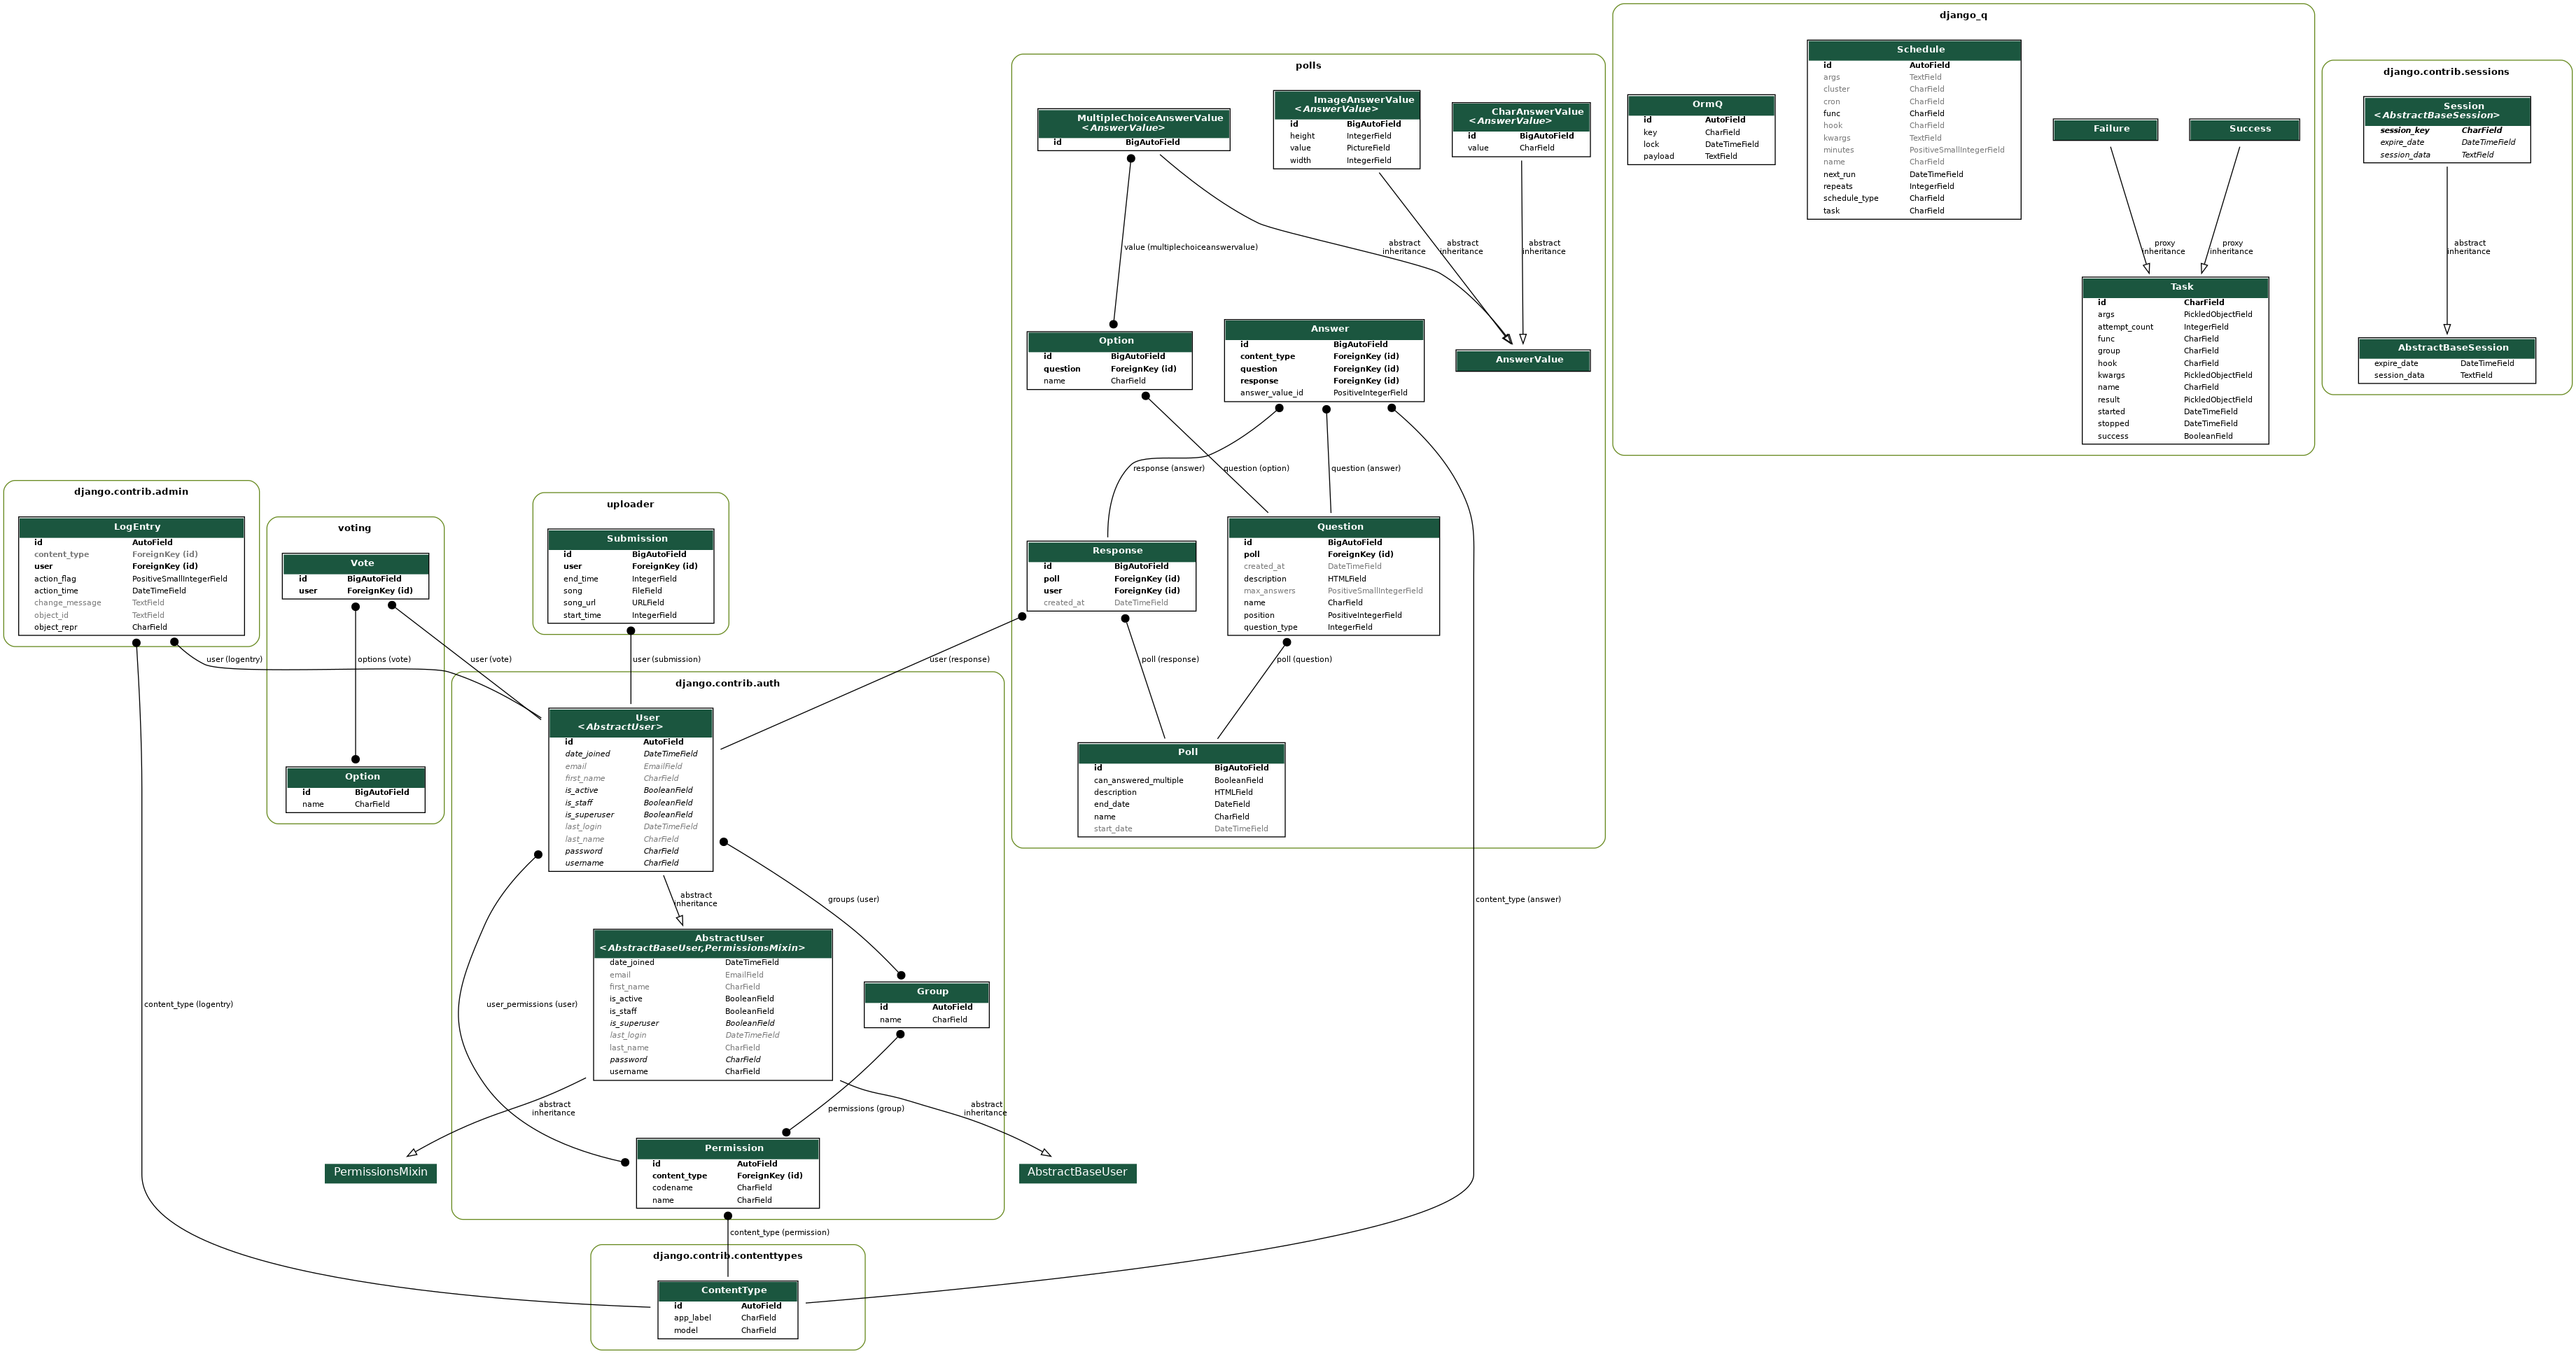 django_q
Schedule
id AutoField
args TextField
cluster CharField
cron CharField
func CharField
hook CharField
kwargs TextField
minutes PositiveSmallIntegerField
name CharField
next_run DateTimeField
repeats IntegerField
schedule_type CharField
task CharField
OrmQ
id AutoField
key CharField
lock DateTimeField
payload TextField
Failure
Success
proxy
inheritance
proxy
inheritance
Task
id CharField
args PickledObjectField
attempt_count IntegerField
func CharField
group CharField
hook CharField
kwargs PickledObjectField
name CharField
result PickledObjectField
started DateTimeField
stopped DateTimeField
success BooleanField
django.contrib.sessions
Session
<AbstractBaseSession>
session_key CharField
expire_date DateTimeField
session_data TextField
abstract
inheritance
AbstractBaseSession
expire_date DateTimeField
session_data TextField
polls
MultipleChoiceAnswerValue
<AnswerValue>
id BigAutoField
ImageAnswerValue
<AnswerValue>
id BigAutoField
height IntegerField
value PictureField
width IntegerField
CharAnswerValue
<AnswerValue>
id BigAutoField
value CharField
value (multiplechoiceanswervalue)
abstract
inheritance
abstract
inheritance
abstract
inheritance
Option
id BigAutoField
question ForeignKey (id)
name CharField
Answer
id BigAutoField
content_type ForeignKey (id)
question ForeignKey (id)
response ForeignKey (id)
answer_value_id PositiveIntegerField
AnswerValue
response (answer)
question (option)
question (answer)
Response
id BigAutoField
poll ForeignKey (id)
user ForeignKey (id)
created_at DateTimeField
Question
id BigAutoField
poll ForeignKey (id)
created_at DateTimeField
description HTMLField
max_answers PositiveSmallIntegerField
name CharField
position PositiveIntegerField
question_type IntegerField
user (response)
poll (response)
poll (question)
Poll
id BigAutoField
can_answered_multiple BooleanField
description HTMLField
end_date DateField
name CharField
start_date DateTimeField
content_type (answer)
django.contrib.admin
LogEntry
id AutoField
content_type ForeignKey (id)
user ForeignKey (id)
action_flag PositiveSmallIntegerField
action_time DateTimeField
change_message TextField
object_id TextField
object_repr CharField
user (logentry)
content_type (logentry)
voting
Vote
id BigAutoField
user ForeignKey (id)
options (vote)
user (vote)
Option
id BigAutoField
name CharField
uploader
Submission
id BigAutoField
user ForeignKey (id)
end_time IntegerField
song FileField
song_url URLField
start_time IntegerField
user (submission)
django.contrib.auth
User
<AbstractUser>
id AutoField
date_joined DateTimeField
email EmailField
first_name CharField
is_active BooleanField
is_staff BooleanField
is_superuser BooleanField
last_login DateTimeField
last_name CharField
password CharField
username CharField
abstract
inheritance
groups (user)
user_permissions (user)
AbstractUser
<AbstractBaseUser,PermissionsMixin>
date_joined DateTimeField
email EmailField
first_name CharField
is_active BooleanField
is_staff BooleanField
is_superuser BooleanField
last_login DateTimeField
last_name CharField
password CharField
username CharField
Group
id AutoField
name CharField
abstract
inheritance
permissions (group)
abstract
inheritance
PermissionsMixin
Permission
id AutoField
content_type ForeignKey (id)
codename CharField
name CharField
AbstractBaseUser
content_type (permission)
django.contrib.contenttypes
ContentType
id AutoField
app_label CharField
model CharField